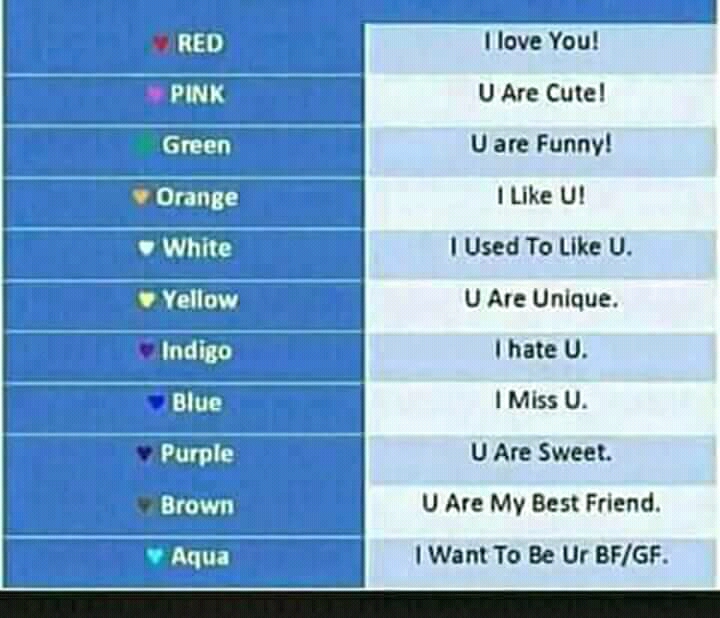 RED I love You!
PINK U Are Cute!
Green U are Funny!
Orange I Like U!
White I Used To Like U.
Yellow U Are Unique.
Indigo I hate U.
Blue I Miss U.
Purple U Are Sweet.
Brown U Are My Best Friend.
Aqua I Want To Be Ur BF/GF.